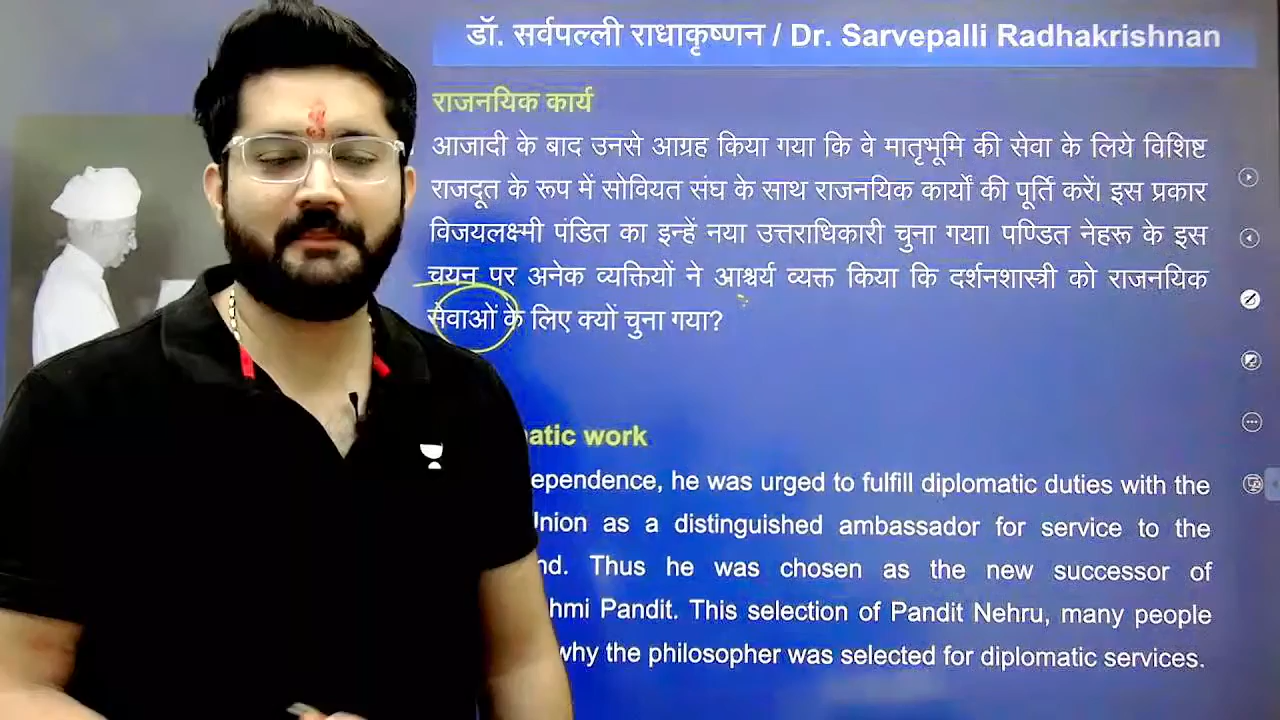 डॉ. सर्वपल्ली राधाकृष्णन / Dr. Sarvepalli Radhakrishnan
राजनयिक कार्य
आजादी के बाद उनसे आग्रह किया गया कि वे मातृभूमि की सेवा के लिये विशिष्ट
राजदूत के रूप में सोवियत संघ के साथ राजनयिक कार्यों की पूर्ति करें। इस प्रकार
विजयलक्ष्मी पंडित का इन्हें नया उत्तराधिकारी चुना गया। पण्डित नेहरू के इस
चयन पर अनेक व्यक्तियों ने आश्चर्य व्यक्त किया कि दर्शनशास्त्री को राजनयिक
सेवाओं के लिए क्यों चुना गया?
atic work
ependence, he was urged to fulfill diplomatic duties with the
Union as a distinguished ambassador for service to the
nd. Thus he was chosen as the new successor of
hmi Pandit. This selection of Pandit Nehru, many people
why the philosopher was selected for diplomatic services.